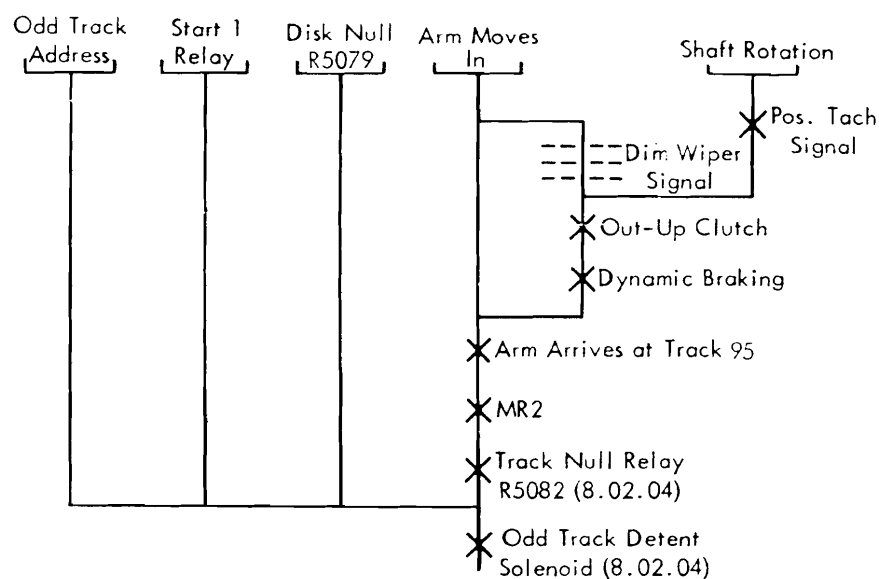 Odd Track
Address
Start 1
Relay
Disk Null
R5079
Arm Moves
In
Shaft Rotation
Pos. Tach
Signal
Dim Wiper
Signal
Out-Up Clutch
Dynamic Braking
Arm Arrives at Track 95
MR2
Track Null Relay
R5082 (8.02.04)
Odd Track Detent
Solenoid (8.02.04)